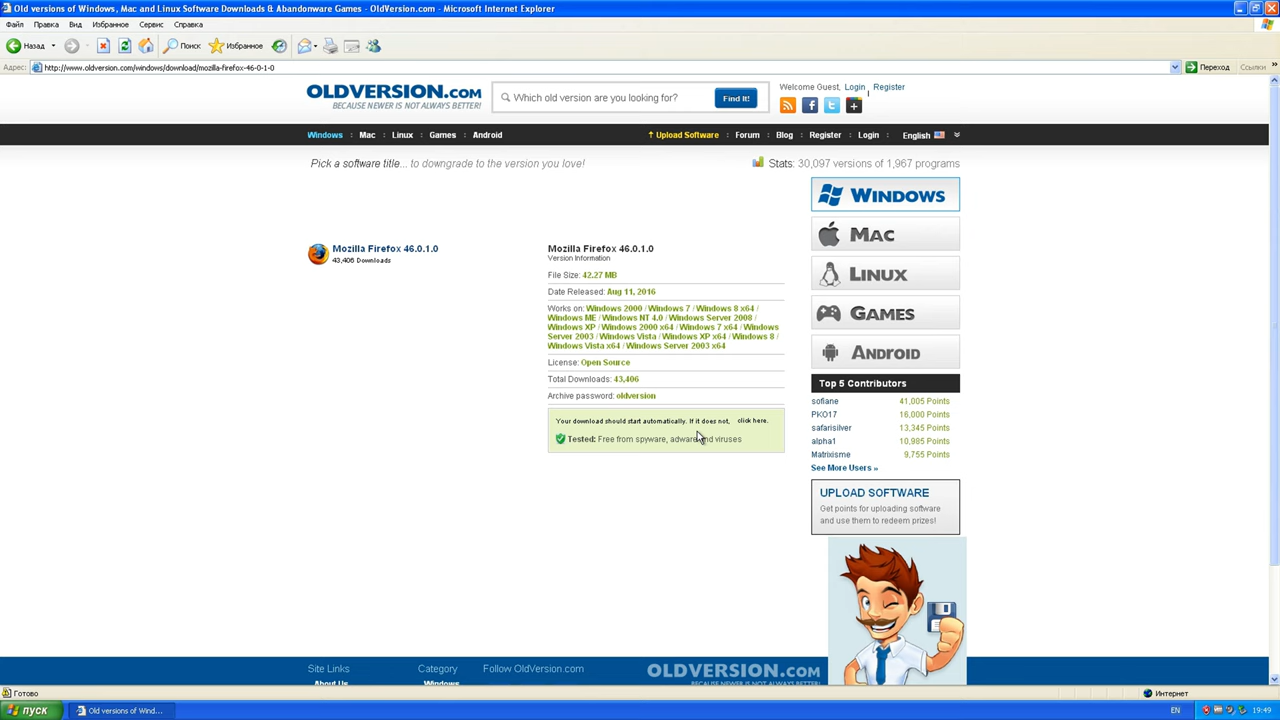 Old versions of Windows, Mac and Linux Software Downloads & Abandonware Games - OldVersion.com - Microsoft Internet Explorer
Файл Правка Вид Избранное Сервис Справка
Назад Поиск Избранное
Адрес: http://www.oldversion.com/windows/download/mozilla-firefox-46-0-1-0 Переход Ссылки
OLDVERSION.COM
BECAUSE NEWER IS NOT ALWAYS BETTER!
Which old version are you looking for? Find It!
Welcome Guest, Login Register
Windows : Mac : Linux : Games : Android
↑ Upload Software : Forum : Blog : Register : Login : English
Pick a software title... to downgrade to the version you love!
Stats: 30,097 versions of 1,967 programs
Mozilla Firefox 46.0.1.0
43,406 Downloads
Mozilla Firefox 46.0.1.0
Version Information
File Size: 42.27 MB
Date Released: Aug 11, 2016
Works on: Windows 2000 / Windows 7 / Windows 8 x64 /
Windows ME / Windows NT 4.0 / Windows Server 2008 /
Windows XP / Windows 2000 x64 / Windows 7 x64 / Windows
Server 2003 / Windows Vista / Windows XP x64 / Windows 8 /
Windows Vista x64 / Windows Server 2003 x64
License: Open Source
Total Downloads: 43,406
Archive password: oldversion
Your download should start automatically. If it does not, click here.
Tested: Free from spyware, adware and viruses
WINDOWS
MAC
LINUX
GAMES
ANDROID
Top 5 Contributors
sofiane 41,005 Points
PKO17 16,000 Points
safarisilver 13,345 Points
alpha1 10,985 Points
Matrixisme 9,755 Points
See More Users »
UPLOAD SOFTWARE
Get points for uploading software
and use them to redeem prizes!
Site Links Category Follow OldVersion.com OLDVERSION.COM
About Us Windows BECAUSE NEWER IS NOT ALWAYS BETTER!
Готово Интернет
пуск Old versions of Wind... EN 19:49